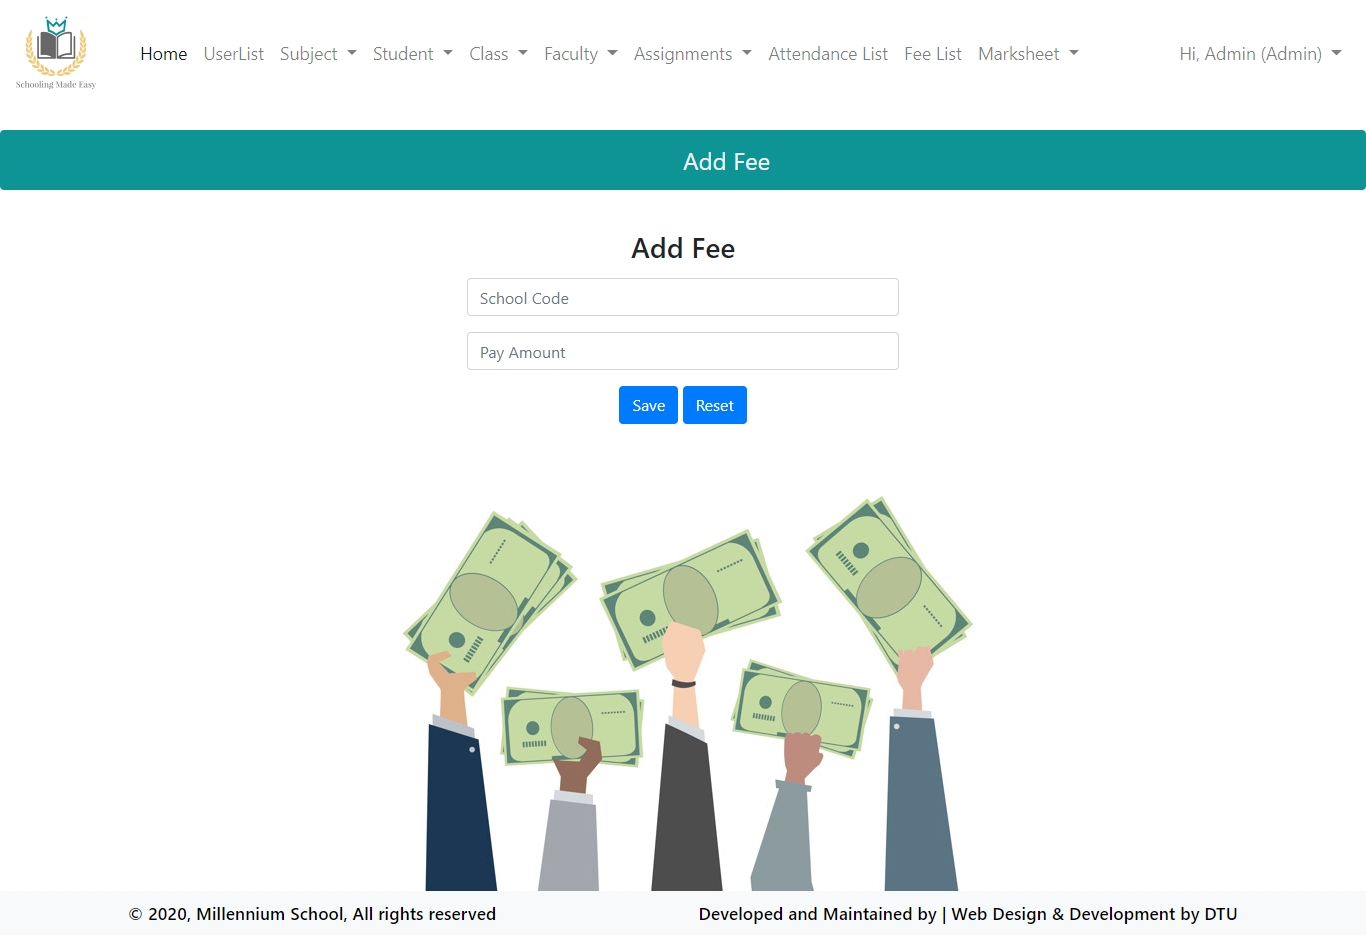 Schooling Made Easy
Home UserList Subject Student Class Faculty Assignments Attendance List Fee List Marksheet Hi, Admin (Admin)
Add Fee
Add Fee
School Code
Pay Amount
Save Reset
© 2020, Millennium School, All rights reserved
Developed and Maintained by | Web Design & Development by DTU